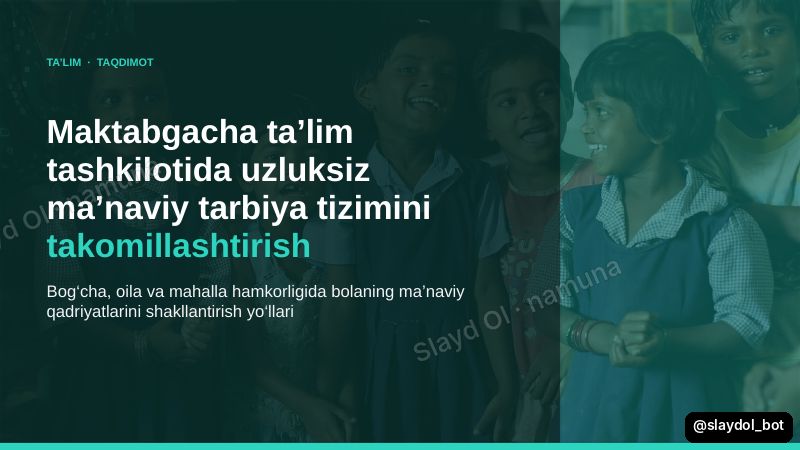 TA'LIM · TAQDIMOT
Maktabgacha ta’lim
tashkilotida uzluksiz
ma’naviy tarbiya tizimini
takomillashtirish
Bog‘cha, oila va mahalla hamkorligida bolaning ma’naviy
qadriyatlarini shakllantirish yo‘llari
Slayd Ol · namuna
@slaydol_bot